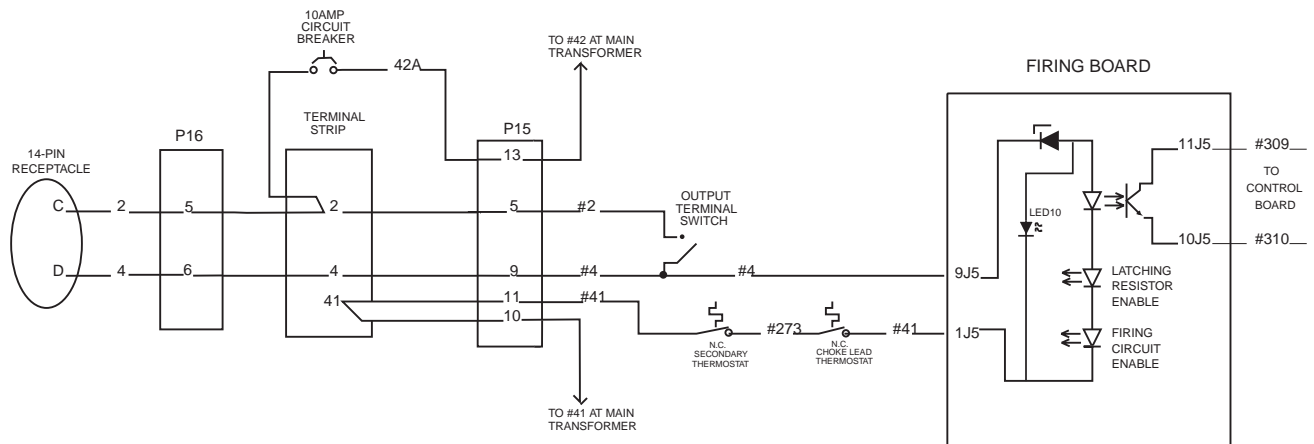 10AMP
CIRCUIT
BREAKER
42A
TO #42 AT MAIN
TRANSFORMER
FIRING BOARD
TERMINAL
STRIP
P16
P15
14-PIN
RECEPTACLE
13
11J5
#309
C
2
5
2
5
#2
OUTPUT
TERMINAL
SWITCH
LED10
TO
CONTROL
BOARD
10J5
#310
D
4
6
4
9
#4
#4
9J5
LATCHING
RESISTOR
ENABLE
41
11
#41
10
#273
#41
1J5
N.C.
SECONDARY
THERMOSTAT
N.C.
CHOKE LEAD
THERMOSTAT
FIRING
CIRCUIT
ENABLE
TO #41 AT MAIN
TRANSFORMER